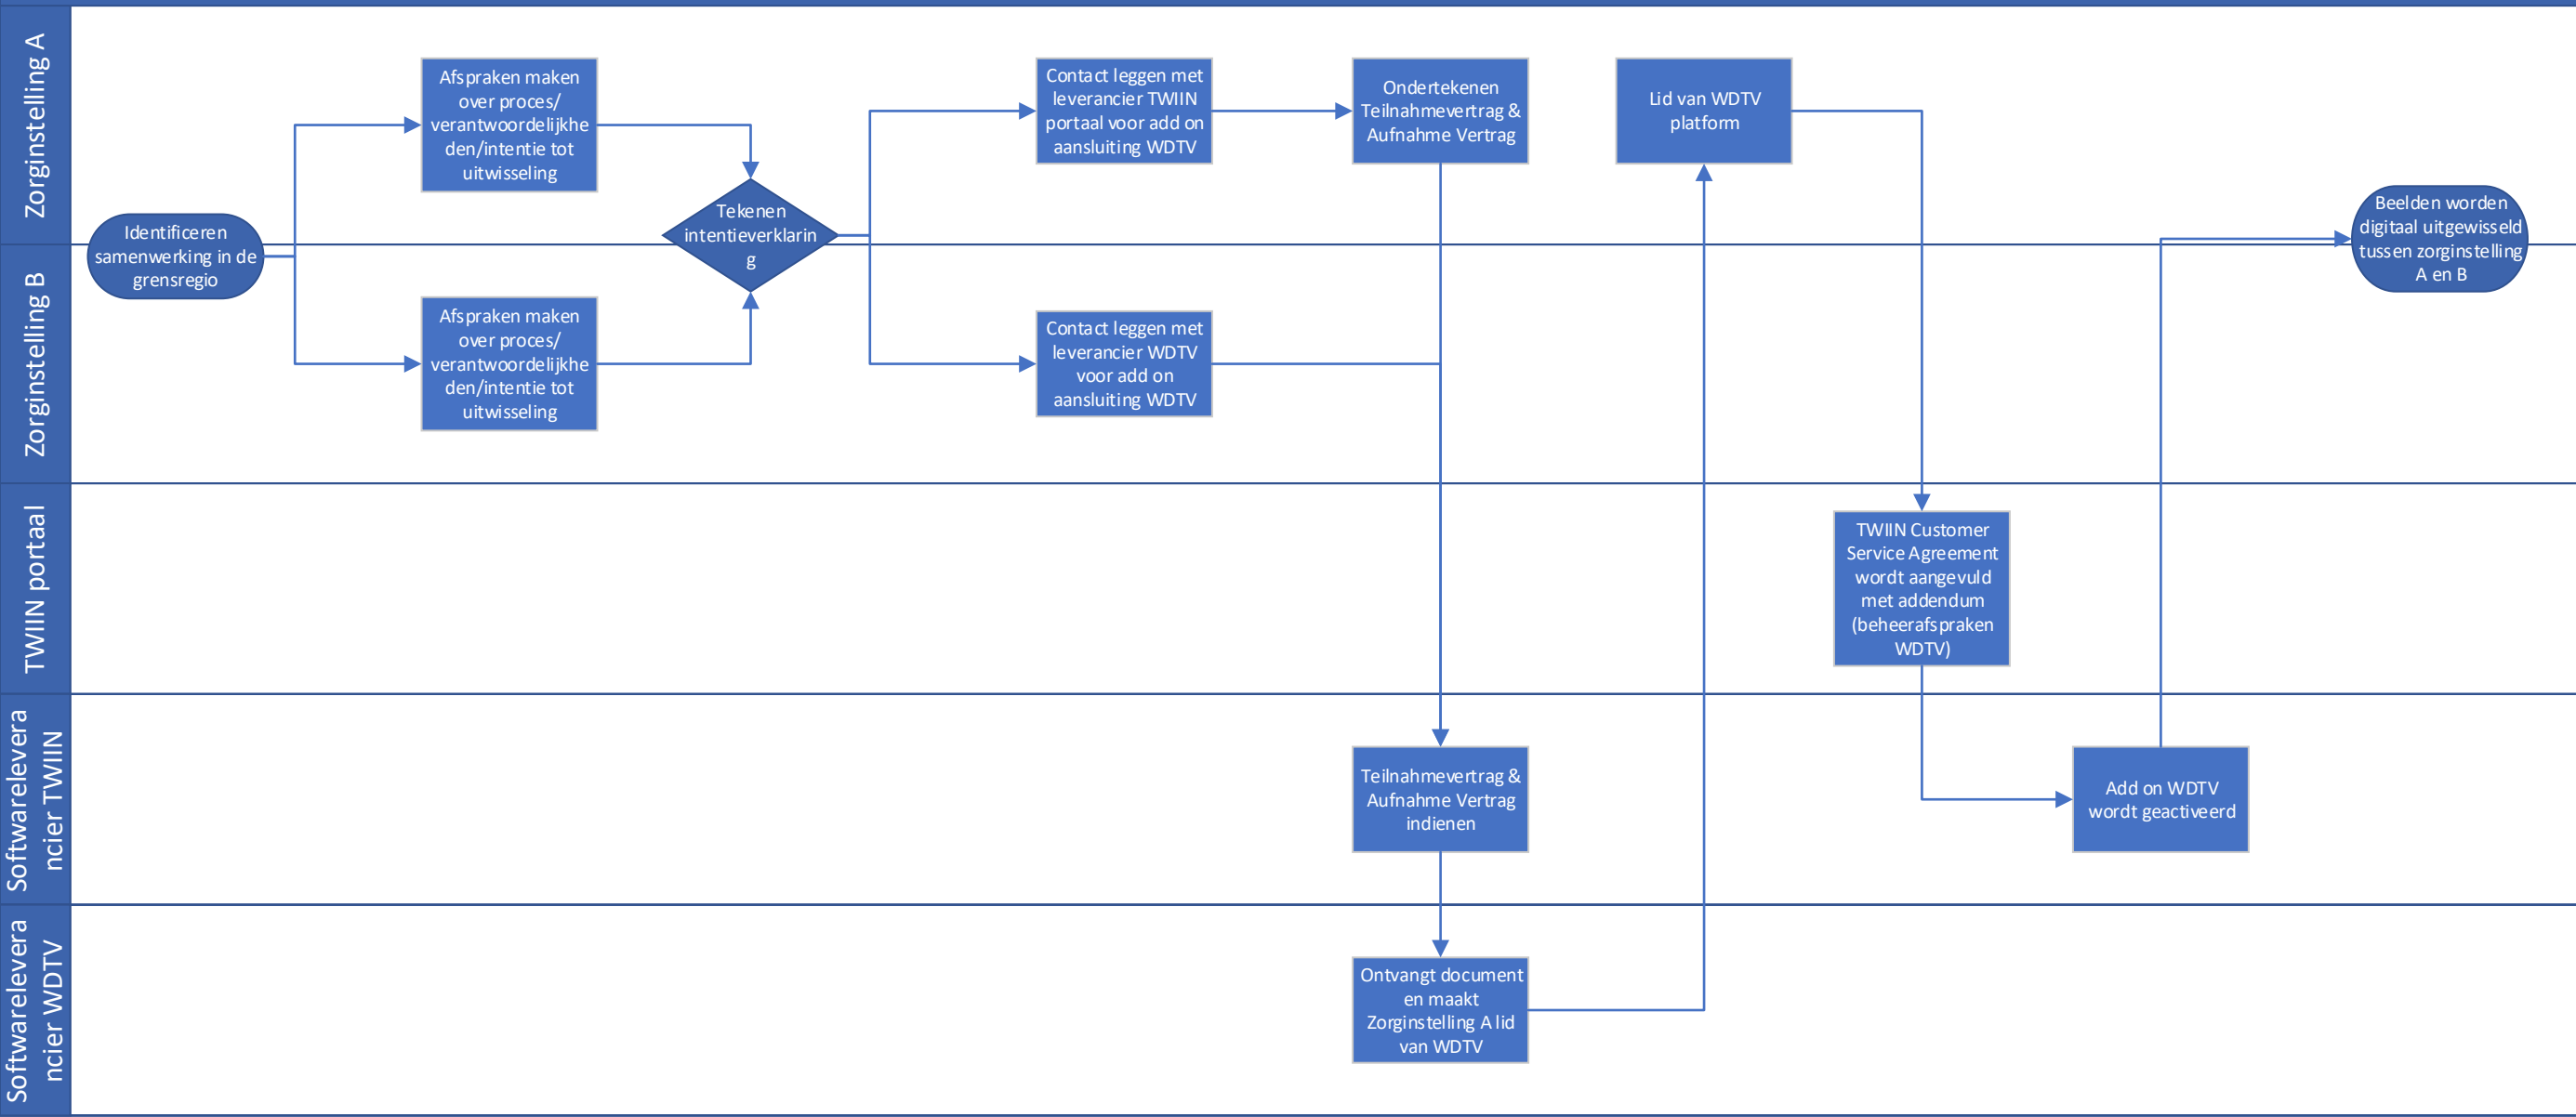 Zorginstelling A
Zorginstelling B
TWIIN portaal
Softwarelevera
ncier TWIIN
Softwarelevera
ncier WDTV
Identificeren
samenwerking in de
grensregio
Afspraken maken
over proces/
verantwoordelijkhe
den/intentie tot
uitwisseling
Afspraken maken
over proces/
verantwoordelijkhe
den/intentie tot
uitwisseling
Tekenen
intentieverklarin
g
Contact leggen met
leverancier TWIIN
portaal voor add on
aansluiting WDTV
Contact leggen met
leverancier WDTV
voor add on
aansluiting WDTV
Ondertekenen
Teilnahmevertrag &
Aufnahme Vertrag
Teilnahmevertrag &
Aufnahme Vertrag
indienen
Ontvangt document
en maakt
Zorginstelling A lid
van WDTV
Lid van WDTV
platform
TWIIN Customer
Service Agreement
wordt aangevuld
met addendum
(beheerafspraken
WDTV)
Add on WDTV
wordt geactiveerd
Beelden worden
digitaal uitgewisseld
tussen zorginstelling
A en B